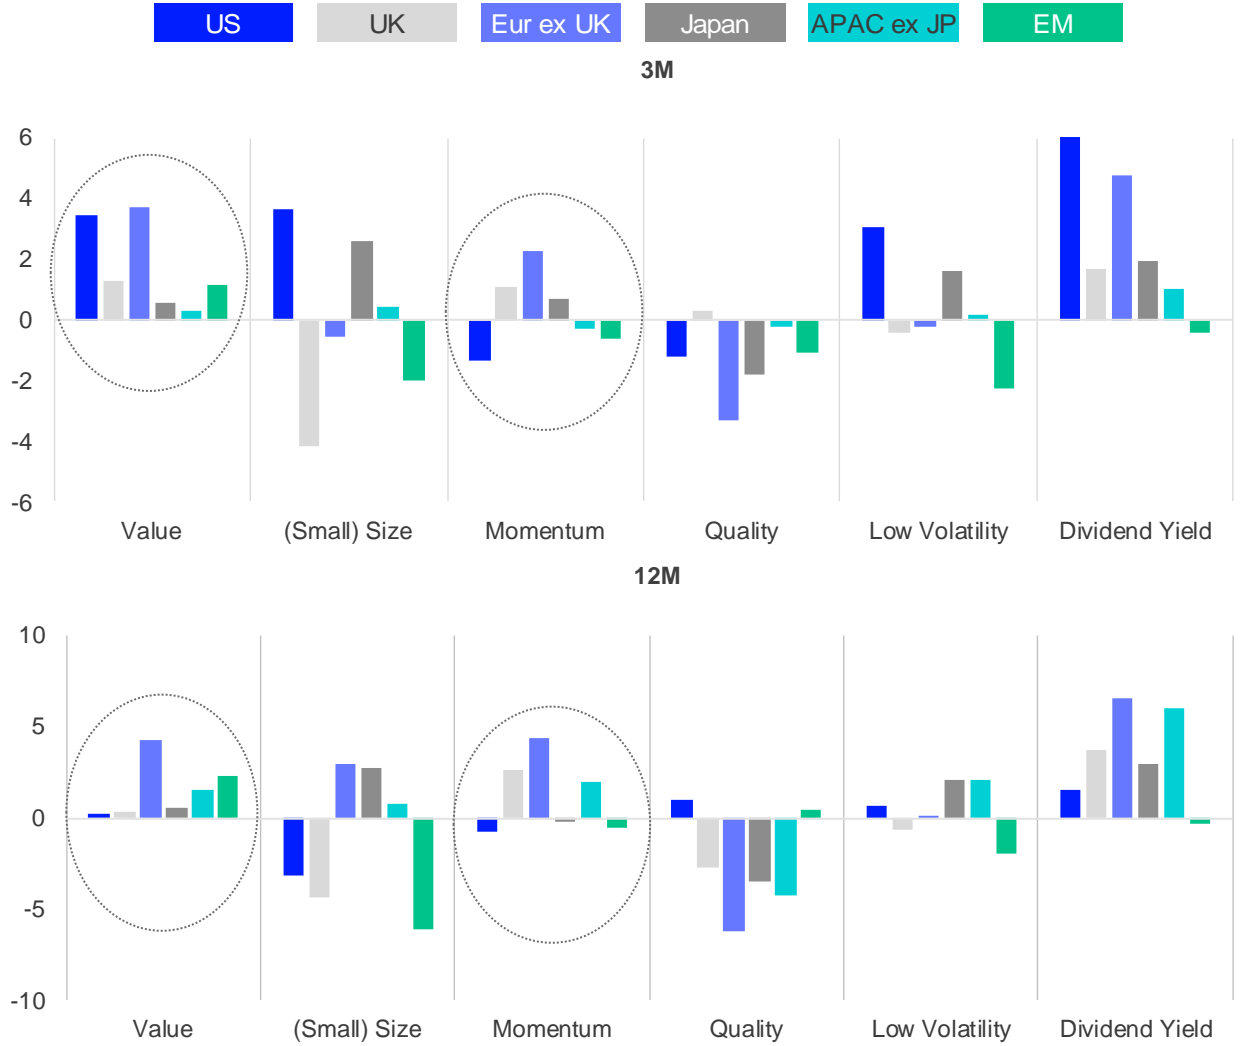 US UK Eur ex UK Japan APAC ex JP EM
3M
6
4
2
0
-2
-4
-6
Value (Small) Size Momentum Quality Low Volatility Dividend Yield
12M
10
5
0
-5
-10
Value (Small) Size Momentum Quality Low Volatility Dividend Yield